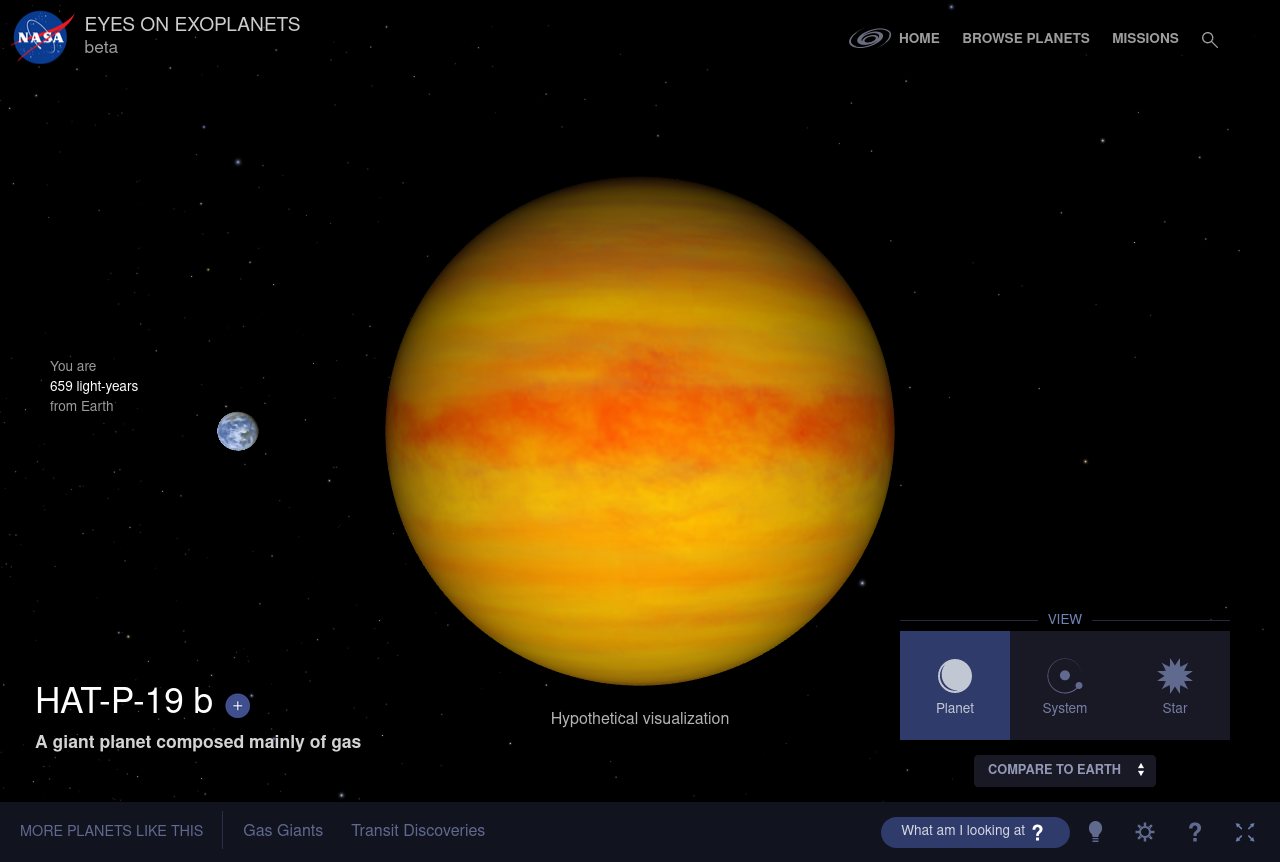 NASA
EYES ON EXOPLANETS
beta
HOME
BROWSE PLANETS
MISSIONS
You are
659 light-years
from Earth
VIEW
Planet
System
Star
HAT-P-19 b +
A giant planet composed mainly of gas
Hypothetical visualization
COMPARE TO EARTH
MORE PLANETS LIKE THIS
Gas Giants
Transit Discoveries
What am I looking at ?
?